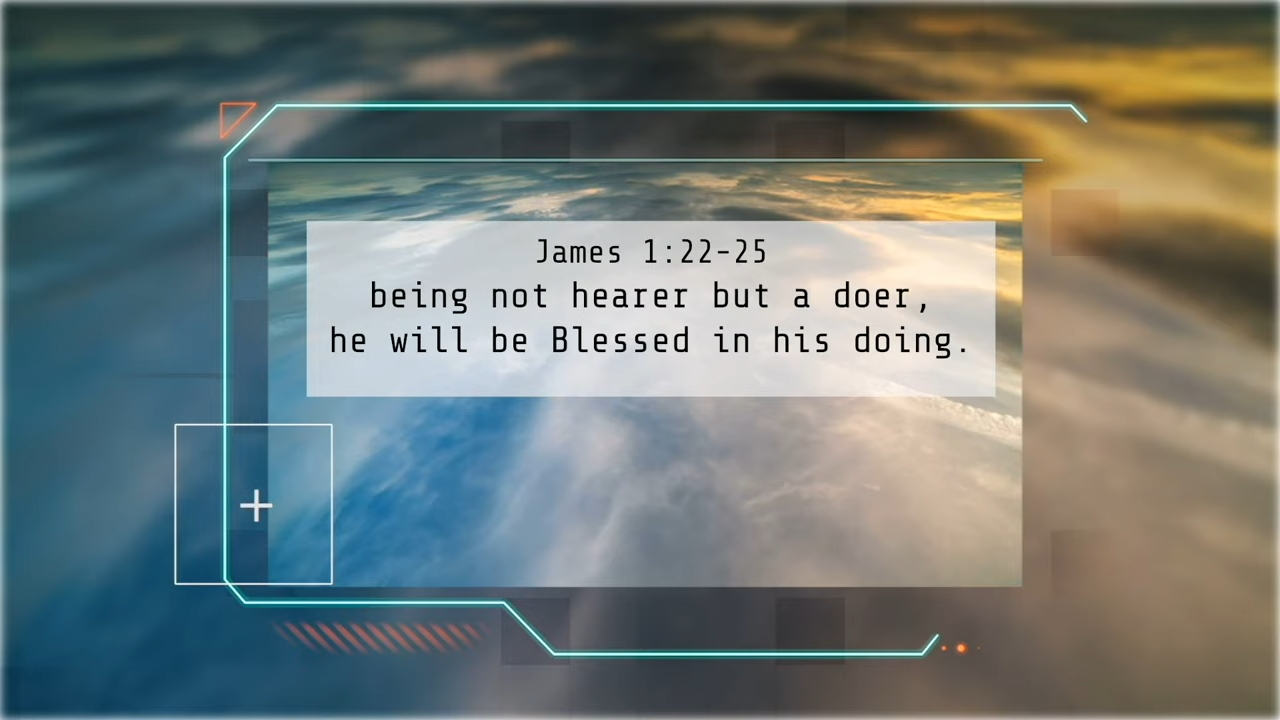 James 1:22-25
being not hearer but a doer,
he will be Blessed in his doing.